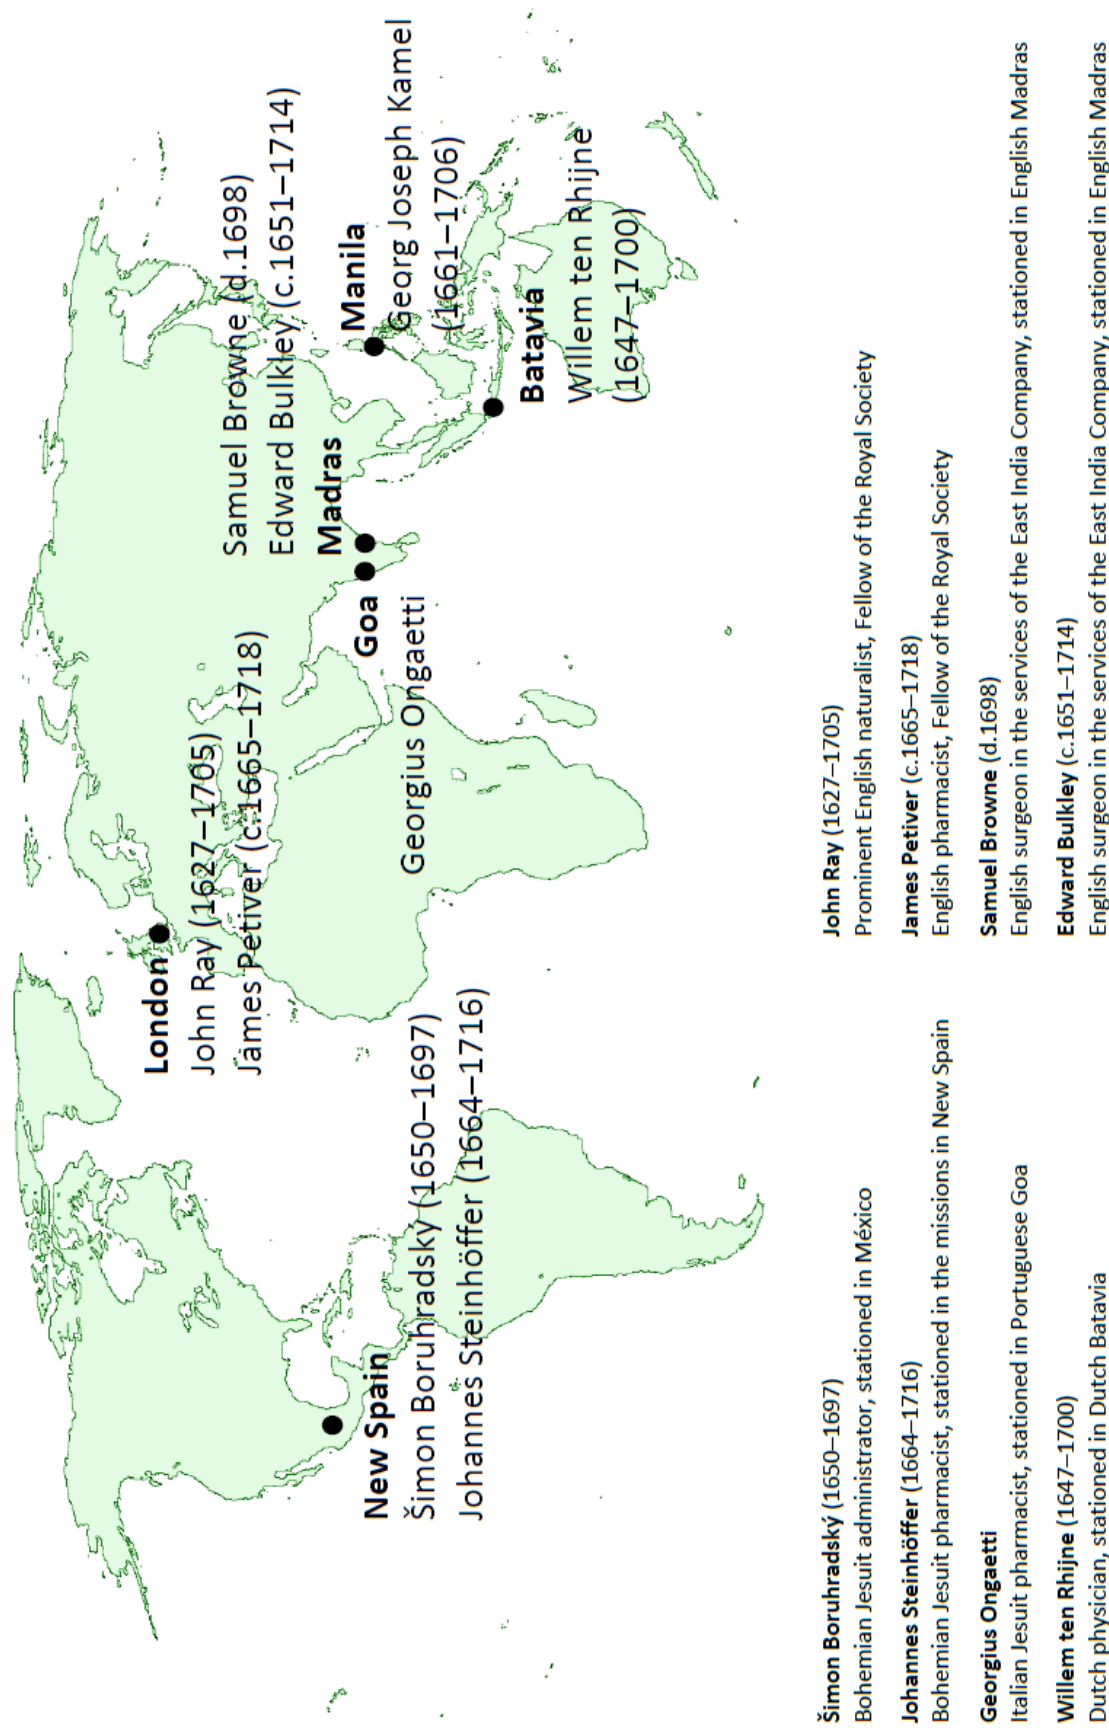 London
John Ray (1627–1705)
James Petiver (c.1665–1718)
New Spain
Šimon Boruhradsky (1650–1697)
Johannes Steinhöffer (1664–1716)
Goa
Georgius Ongaetti
Samuel Browne (d.1698)
Edward Bulkley (c.1651–1714)
Madras
Manila
Georg Joseph Kamel
(1661–1706)
Batavia
Willem ten Rhijne
(1647–1700)
Šimon Boruhradský (1650–1697)
Bohemian Jesuit administrator, stationed in México
Johannes Steinhöffer (1664–1716)
Bohemian Jesuit pharmacist, stationed in the missions in New Spain
Georgius Ongaetti
Italian Jesuit pharmacist, stationed in Portuguese Goa
Willem ten Rhijne (1647–1700)
Dutch physician, stationed in Dutch Batavia
John Ray (1627–1705)
Prominent English naturalist, Fellow of the Royal Society
James Petiver (c.1665–1718)
English pharmacist, Fellow of the Royal Society
Samuel Browne (d.1698)
English surgeon in the services of the East India Company, stationed in English Madras
Edward Bulkley (c.1651–1714)
English surgeon in the services of the East India Company, stationed in English Madras